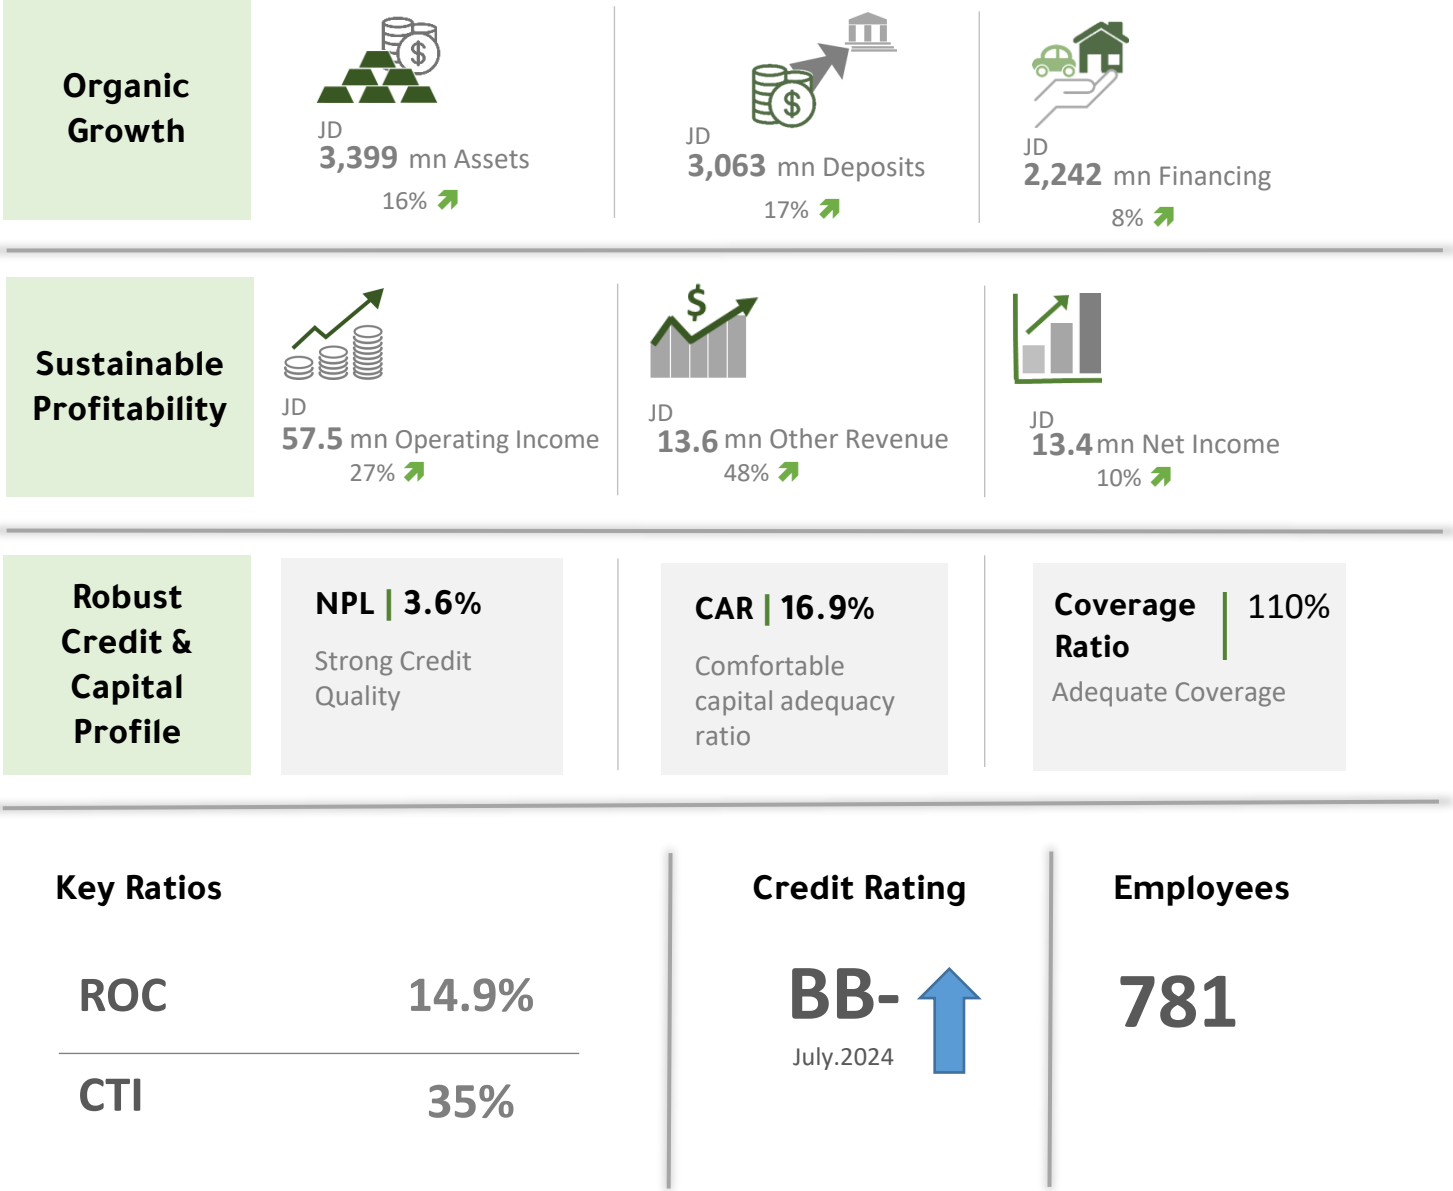 Organic
Growth
JD
3,399 mn Assets
16%
JD
3,063 mn Deposits
17%
JD
2,242 mn Financing
8%
Sustainable
Profitability
JD
57.5 mn Operating Income
27%
JD
13.6 mn Other Revenue
48%
JD
13.4 mn Net Income
10%
Robust
Credit &
Capital
Profile
NPL | 3.6%
Strong Credit
Quality
CAR | 16.9%
Comfortable
capital adequacy
ratio
Coverage
Ratio
110%
Adequate Coverage
Key Ratios
ROC 14.9%
CTI 35%
Credit Rating
BB-
July.2024
Employees
781